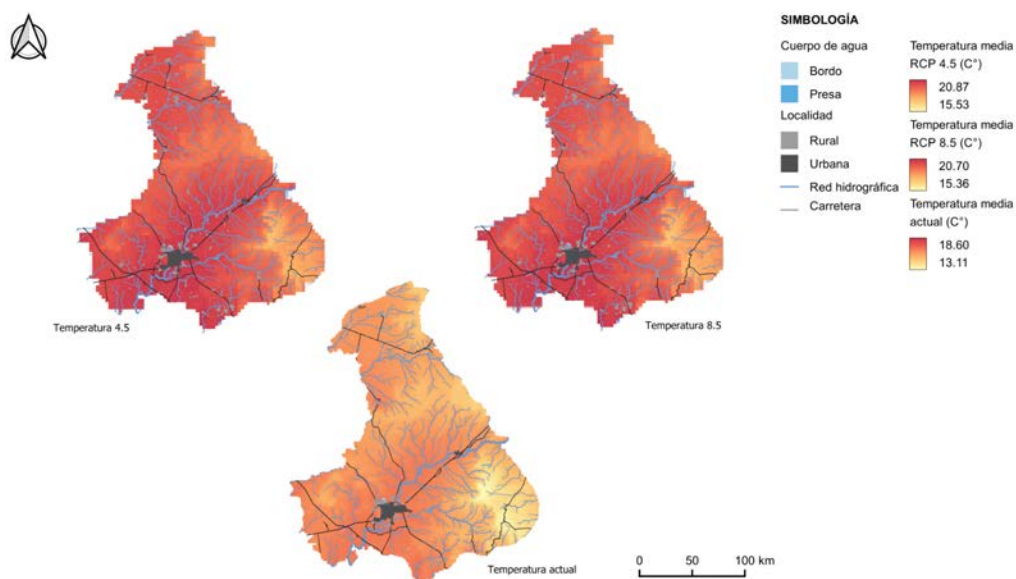 SIMBOLOGÍA
Cuerpo de agua
Bordo
Presa
Localidad
Rural
Urbana
Red hidrográfica
Carretera
Temperatura media
RCP 4.5 (C°)
20.87
15.53
Temperatura media
RCP 8.5 (C°)
20.70
15.36
Temperatura media
actual (C°)
18.60
13.11
Temperatura 4.5
Temperatura 8.5
Temperatura actual
0 50 100 km